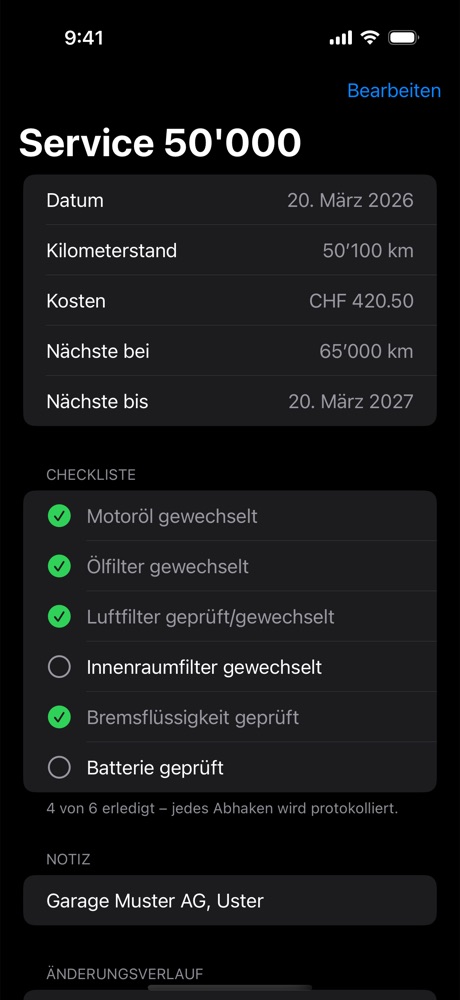 9:41
Bearbeiten
Service 50'000
Datum 20. März 2026
Kilometerstand 50’100 km
Kosten CHF 420.50
Nächste bei 65’000 km
Nächste bis 20. März 2027
CHECKLISTE
Motoröl gewechselt
Ölfilter gewechselt
Luftfilter geprüft/gewechselt
Innenraumfilter gewechselt
Bremsflüssigkeit geprüft
Batterie geprüft
4 von 6 erledigt – jedes Abhaken wird protokolliert.
NOTIZ
Garage Muster AG, Uster
ÄNDERUNGSVERLAUF